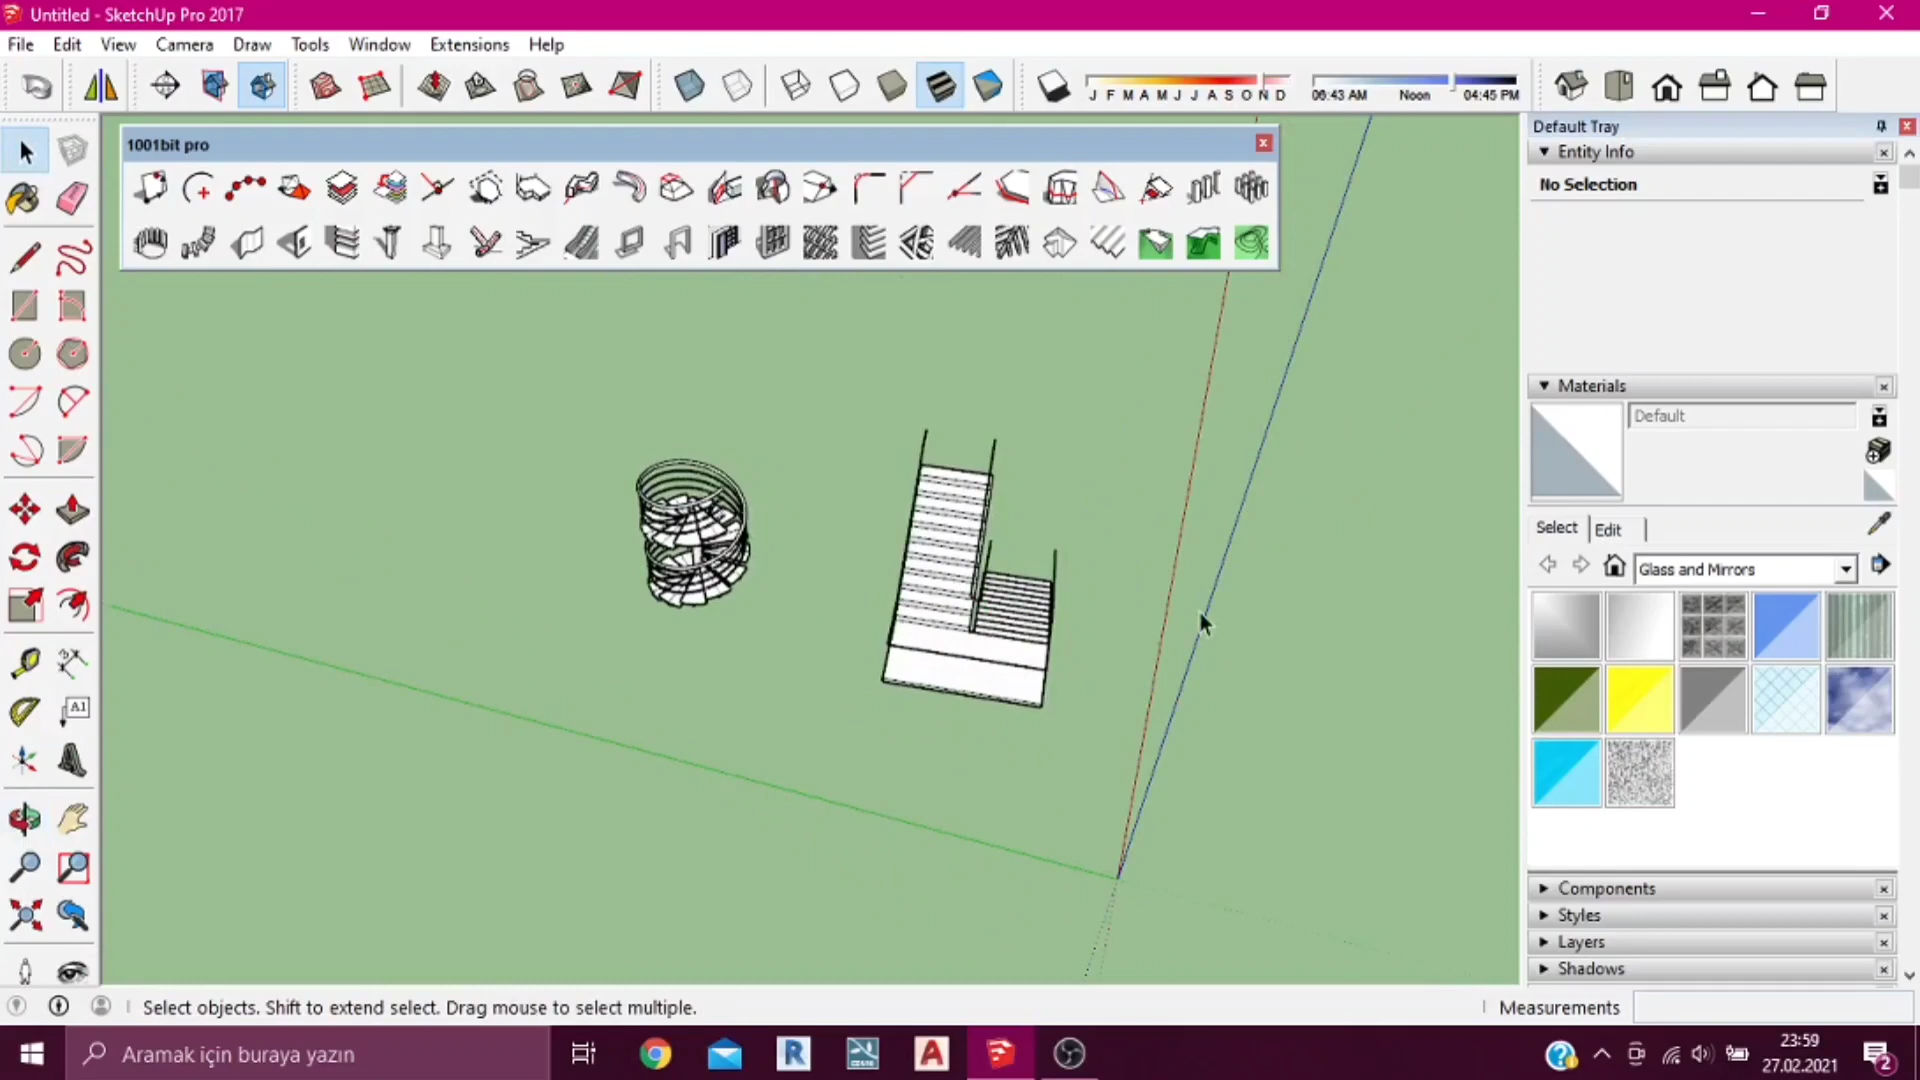 Untitled - SketchUp Pro 2017
File Edit View Camera Draw Tools Window Extensions Help
J F M A M J J A S O N D
06:43 AM Noon 04:45 PM
Default Tray
1001bit pro
Entity Info
No Selection
Materials
Default
Select Edit
Glass and Mirrors
A1
Components
Styles
Layers
Shadows
Select objects. Shift to extend select. Drag mouse to select multiple.
Measurements
Aramak için buraya yazın
R
A
23:59
27.02.2021
2